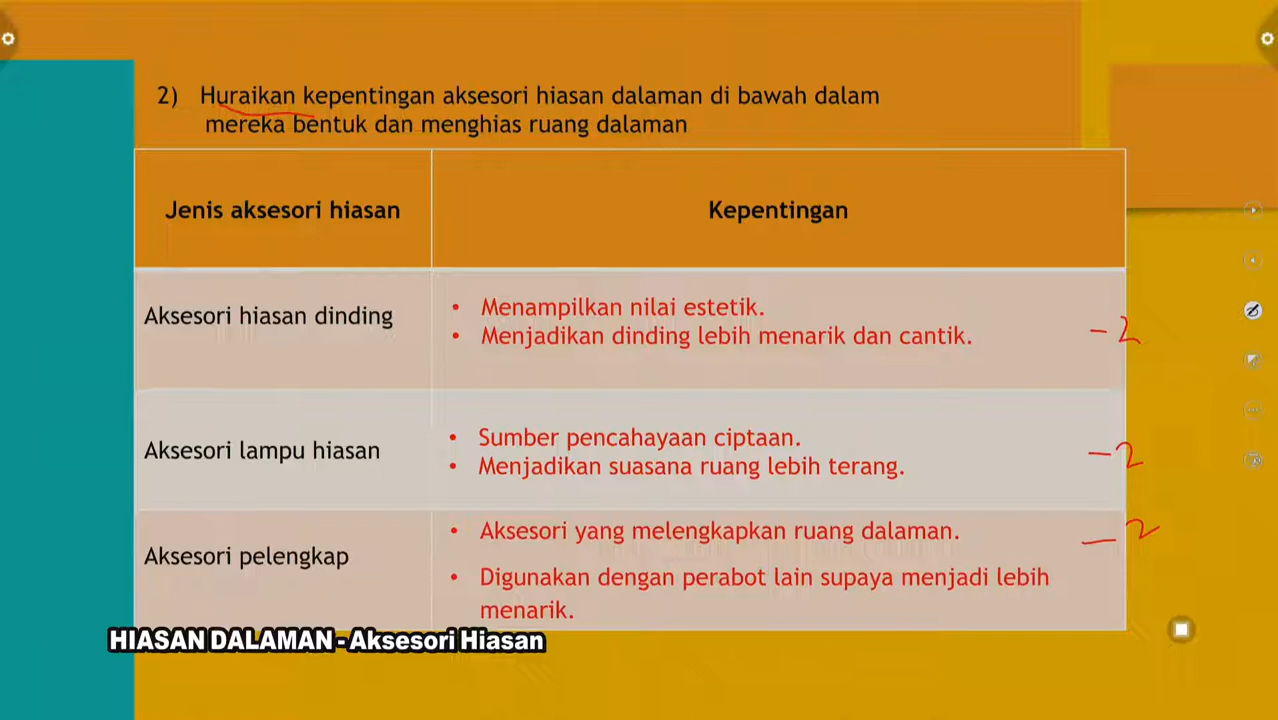 2) Huraikan kepentingan aksesori hiasan dalaman di bawah dalam
mereka bentuk dan menghias ruang dalaman
Jenis aksesori hiasan
Kepentingan
Aksesori hiasan dinding
• Menampilkan nilai estetik.
• Menjadikan dinding lebih menarik dan cantik.
- 2
Aksesori lampu hiasan
• Sumber pencahayaan ciptaan.
• Menjadikan suasana ruang lebih terang.
- 2
Aksesori pelengkap
• Aksesori yang melengkapkan ruang dalaman.
- 2
• Digunakan dengan perabot lain supaya menjadi lebih
menarik.
HIASAN DALAMAN - Aksesori Hiasan